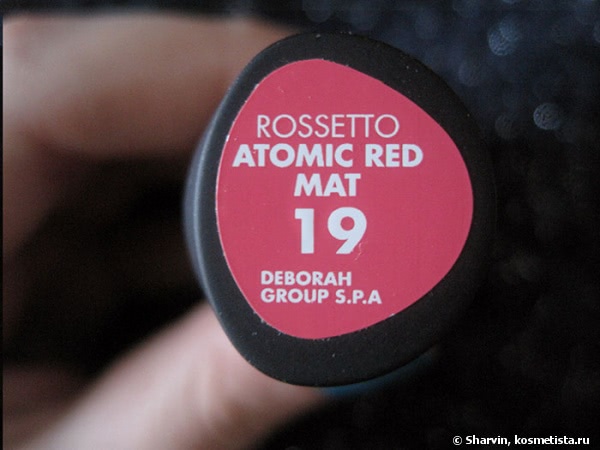 ROSSETTO
ATOMIC RED
MAT
19
DEBORAH
GROUP S.P.A
© Sharvin, kosmetista.ru